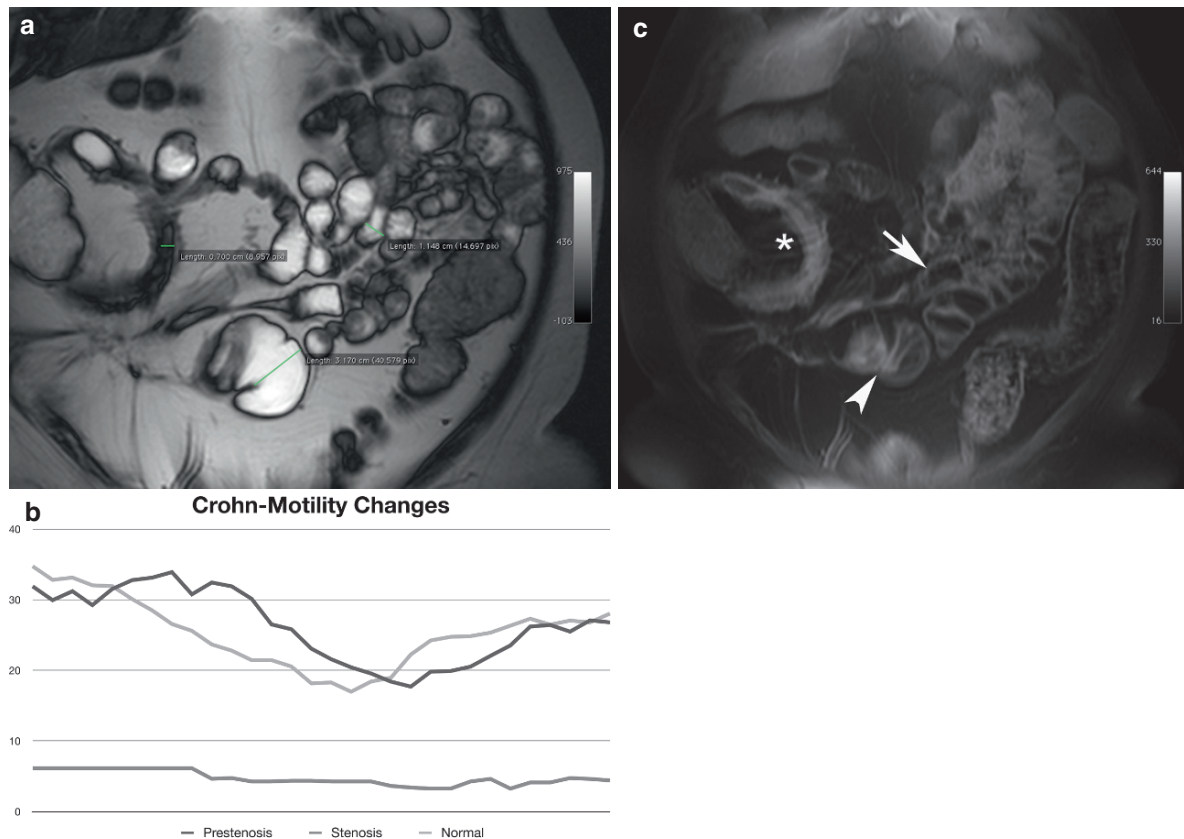 a
975
436
-103
Length: 0.700 cm (8.957 pix)
Length: 1.148 cm (14.697 pix)
Length: 3.170 cm (40.579 pix)
c
644
330
16
*
b
Crohn-Motility Changes
40
30
20
10
0
Prestenosis
Stenosis
Normal